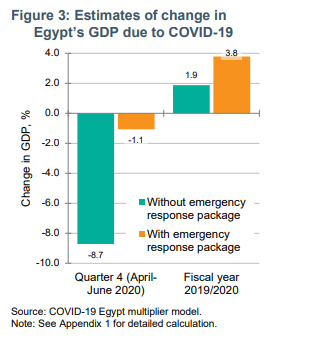 Figure 3: Estimates of change in
Egypt's GDP due to COVID-19
Change in GDP, %
4.0
2.0
0.0
-2.0
-4.0
-6.0
-8.0
-10.0
-8.7
-1.1
1.9
3.8
Without emergency
response package
With emergency
response package
Quarter 4 (April-
June 2020)
Fiscal year
2019/2020
Source: COVID-19 Egypt multiplier model.
Note: See Appendix 1 for detailed calculation.